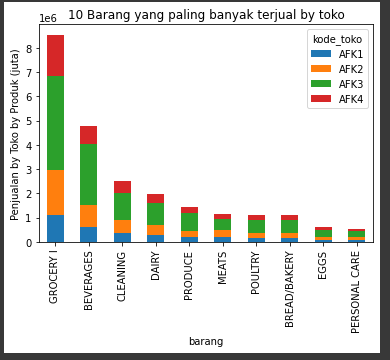 10 Barang yang paling banyak terjual by toko
1e6
kode_toko
AFK1
AFK2
AFK3
AFK4
Penjualan by Toko by Produk (juta)
8
7
6
5
4
3
2
1
0
GROCERY I
BEVERAGES
CLEANING
DAIRY
PRODUCE
MEATS
POULTRY
BREAD/BAKERY
EGGS
PERSONAL CARE
barang